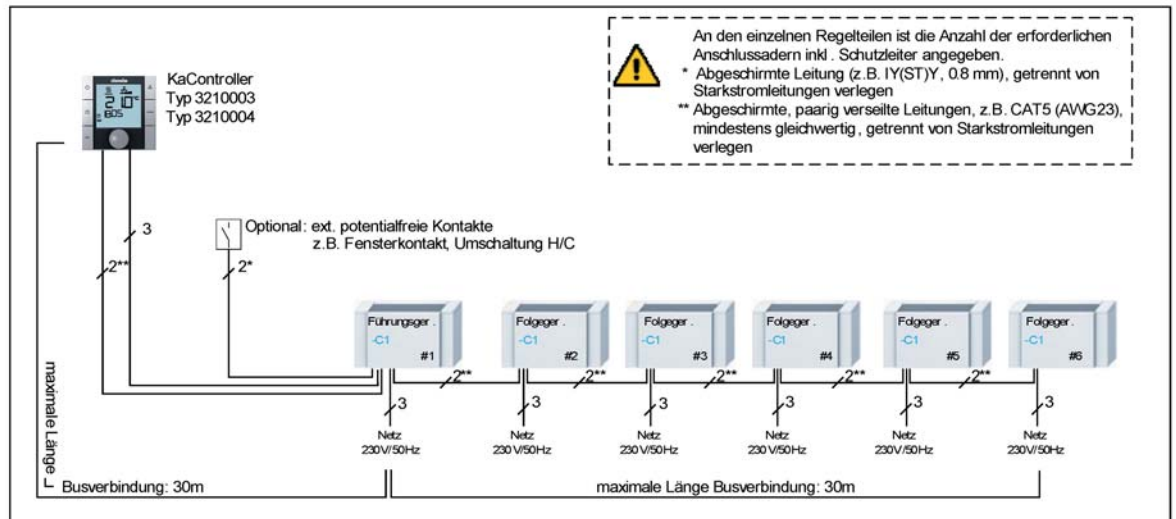 An den einzelnen Regelteilen ist die Anzahl der erforderlichen
Anschlussadern inkl. Schutzleiter angegeben.
* Abgeschirmte Leitung (z.B. IY(ST)Y, 0.8 mm), getrennt von
Starkstromleitungen verlegen
** Abgeschirmte, paarig verseilte Leitungen, z.B. CAT5 (AWG23),
mindestens gleichwertig, getrennt von Starkstromleitungen
verlegen
KaController
Typ 3210003
Typ 3210004
3
2**
Optional: ext. potentialfreie Kontakte
z.B. Fensterkontakt, Umschaltung H/C
2*
Führungsger.
-C1
#1
Folgeger.
-C1
#2
Folgeger.
-C1
#3
Folgeger.
-C1
#4
Folgeger.
-C1
#5
Folgeger.
-C1
#6
2**
2**
2**
2**
2**
3
3
3
3
3
3
Netz
230V/50Hz
Netz
230V/50Hz
Netz
230V/50Hz
Netz
230V/50Hz
Netz
230V/50Hz
Netz
230V/50Hz
maximale Länge
Busverbindung: 30m
maximale Länge Busverbindung: 30m